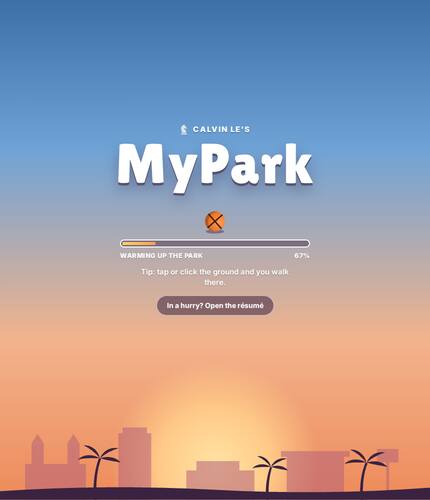 CALVIN LE'S
MyPark
WARMING UP THE PARK 67%
Tip: tap or click the ground and you walk
there.
In a hurry? Open the résumé